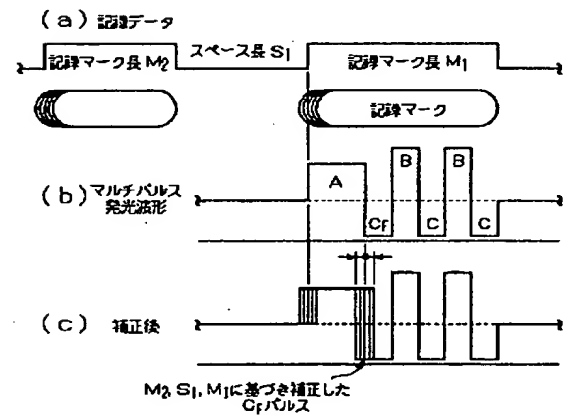 (a) 記録データ
記録マーク長 M2 スペース長 S1 記録マーク長 M1
記録マーク
(b) マルチパルス
発光波形
A B B
CF C C
(c) 補正後
M2, S1, M1に基づき補正した
CFパルス